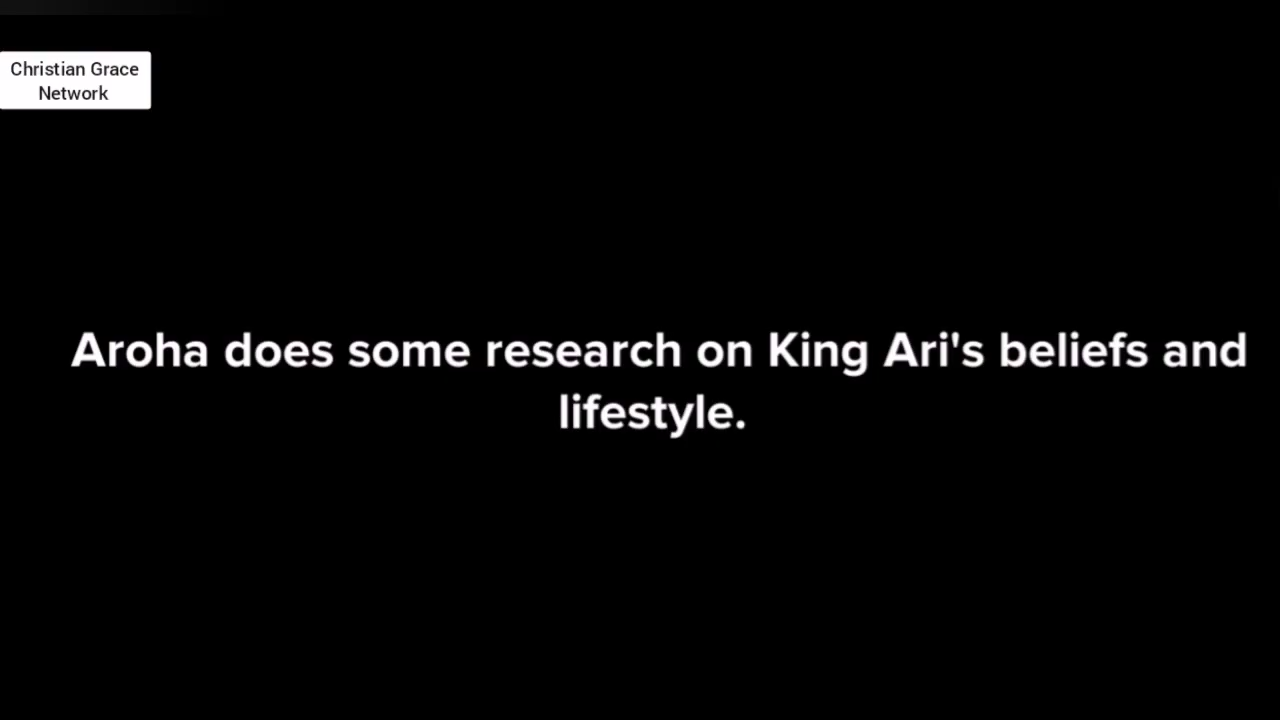 Christian Grace
Network
Aroha does some research on King Ari's beliefs and
lifestyle.